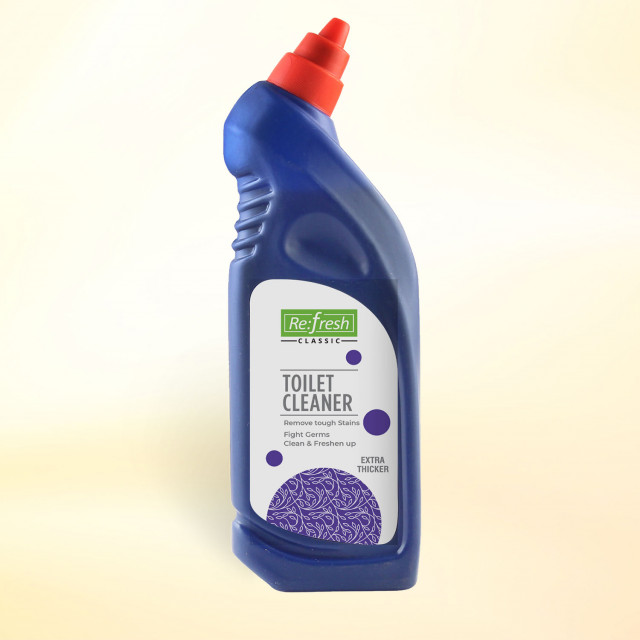 Re:fresh
CLASSIC
TOILET
CLEANER
Remove tough Stains
Fight Germs
Clean & Freshen up
EXTRA
THICKER